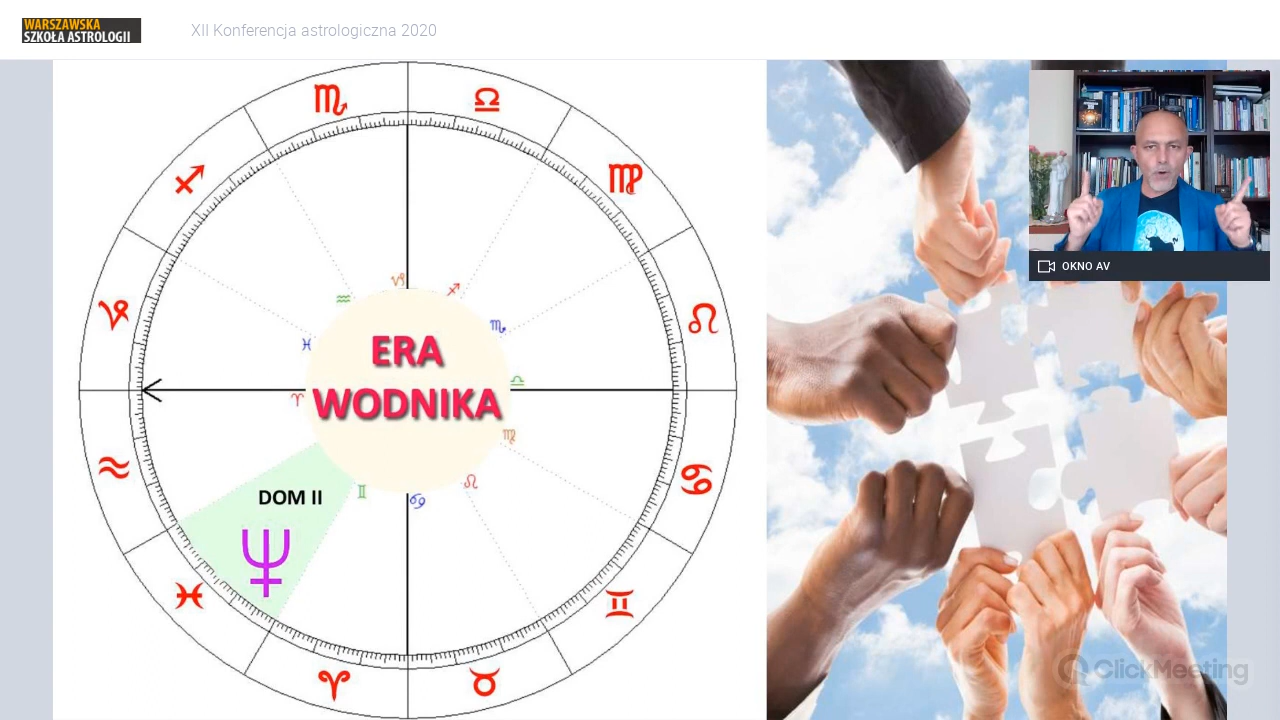 WARSZAWSKA
SZKOŁA ASTROLOGII
XII Konferencja astrologiczna 2020
ERA
WODNIKA
DOM II
OKNO AV
ClickMeeting